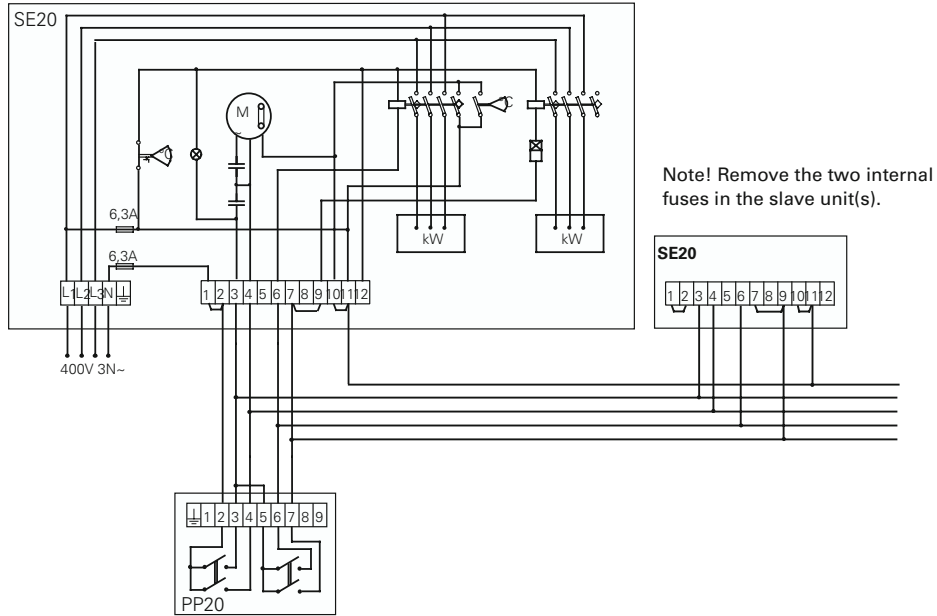 SE20
M
~
°C
°C
6,3A
6,3A
kW
kW
L1 L2 L3 N
1 2 3 4 5 6 7 8 9 10 11 12
400V 3N~
Note! Remove the two internal
fuses in the slave unit(s).
SE20
1 2 3 4 5 6 7 8 9 10 11 12
1 2 3 4 5 6 7 8 9
PP20